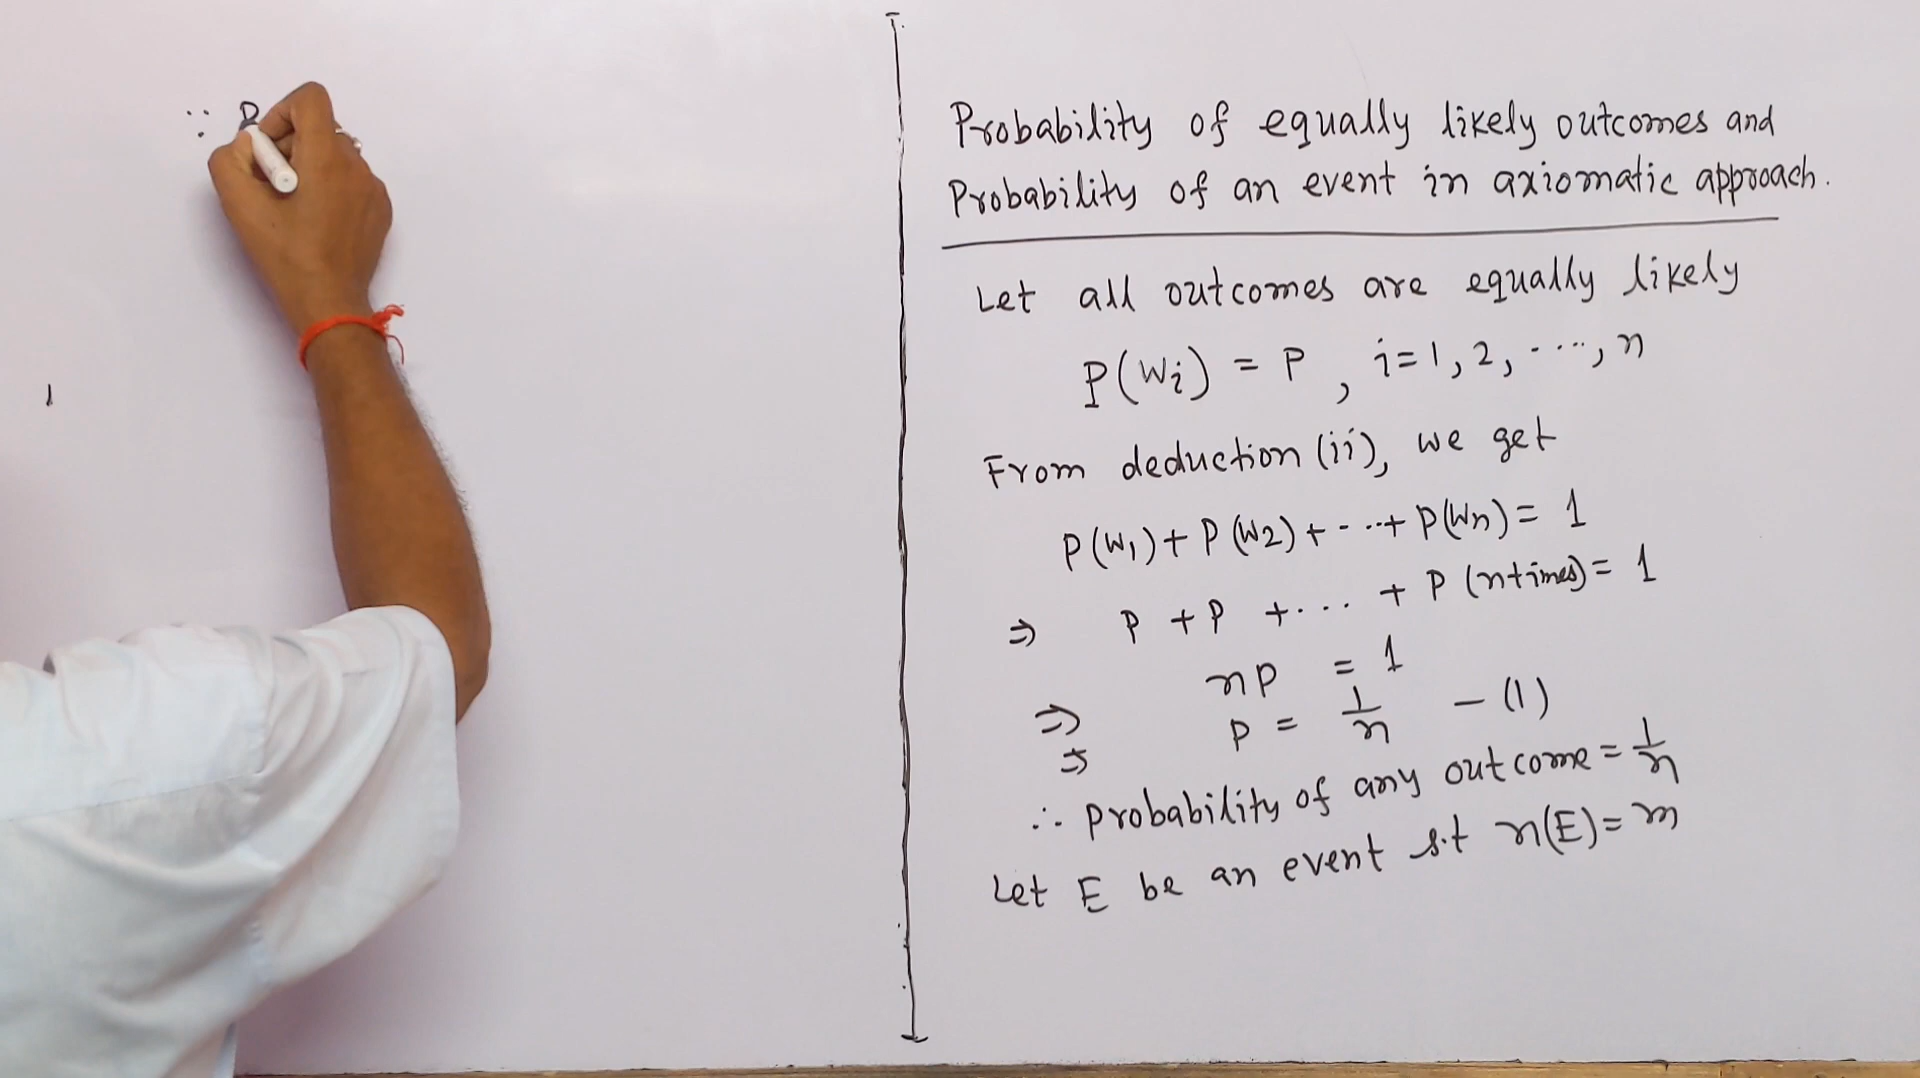 ∵ P
Probability of equally likely outcomes and
Probability of an event in axiomatic approach.
Let all outcomes are equally likely
P(Wi) = P , i=1, 2, ...., n
From deduction (ii), we get
P(W1)+ P(W2)+ - ..+ P(Wn) = 1
⇒ P + P + .... + P (n times) = 1
⇒ nP = 1
⇒ P = 1/n – (1)
∴ Probability of any outcome = 1/n
Let E be an event s.t n(E) = m